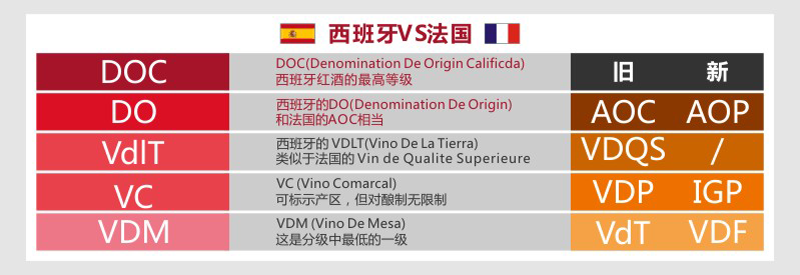 西班牙VS法国
DOC
DOC(Denomination De Origin Calificda)
西班牙红酒的最高等级
旧 新
DO
西班牙的DO(Denomination De Origin)
和法国的AOC相当
AOC AOP
VdlT
西班牙的 VDLT(Vino De La Tierra)
类似于法国的 Vin de Qualite Superieure
VDQS /
VC
VC (Vino Comarcal)
可标示产区，但对酿制无限制
VDP IGP
VDM
VDM (Vino De Mesa)
这是分级中最低的一级
VdT VDF